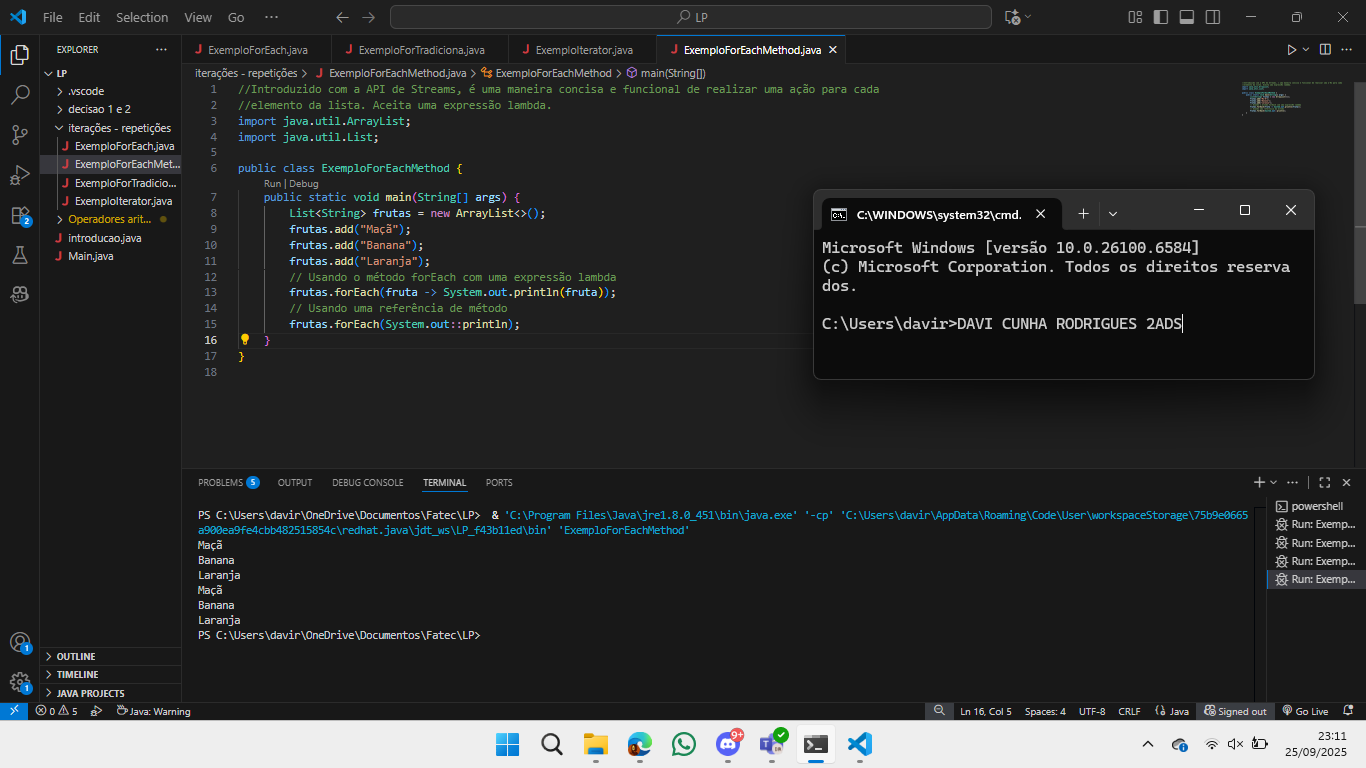 File Edit Selection View Go ··· LP
EXPLORER ···
LP
.vscode
decisao 1 e 2
iterações - repetições
ExemploForEach.java
ExemploForEachMet...
ExemploForTradicio...
ExemploIterator.java
Operadores arit...
introducao.java
Main.java
OUTLINE
TIMELINE
JAVA PROJECTS
2
1
1
ExemploForEach.java ExemploForTradiciona.java ExemploIterator.java ExemploForEachMethod.java
iterações - repetições > ExemploForEachMethod.java > ExemploForEachMethod > main(String[])
1 //Introduzido com a API de Streams, é uma maneira concisa e funcional de realizar uma ação para cada
2 //elemento da lista. Aceita uma expressão lambda.
3 import java.util.ArrayList;
4 import java.util.List;
5
6 public class ExemploForEachMethod {
Run | Debug
7 public static void main(String[] args) {
8 List<String> frutas = new ArrayList<>();
9 frutas.add("Maçã");
10 frutas.add("Banana");
11 frutas.add("Laranja");
12 // Usando o método forEach com uma expressão lambda
13 frutas.forEach(fruta -> System.out.println(fruta));
14 // Usando uma referência de método
15 frutas.forEach(System.out::println);
16 }
17 }
18
C:\WINDOWS\system32\cmd.
Microsoft Windows [versão 10.0.26100.6584]
(c) Microsoft Corporation. Todos os direitos reserva
dos.
C:\Users\davir>DAVI CUNHA RODRIGUES 2ADS
PROBLEMS 5 OUTPUT DEBUG CONSOLE TERMINAL PORTS
PS C:\Users\davir\OneDrive\Documentos\Fatec\LP> & 'C:\Program Files\Java\jre1.8.0_451\bin\java.exe' '-cp' 'C:\Users\davir\AppData\Roaming\Code\User\workspaceStorage\75b9e0665
a900ea9fe4cbb482515854c\redhat.java\jdt_ws\LP_f43b11ed\bin' 'ExemploForEachMethod'
Maçã
Banana
Laranja
Maçã
Banana
Laranja
PS C:\Users\davir\OneDrive\Documentos\Fatec\LP>
powershell
Run: Exemp...
Run: Exemp...
Run: Exemp...
Run: Exemp...
0 5 Java: Warning Ln 16, Col 5 Spaces: 4 UTF-8 CRLF {} Java Signed out Go Live
9+
23:11
25/09/2025